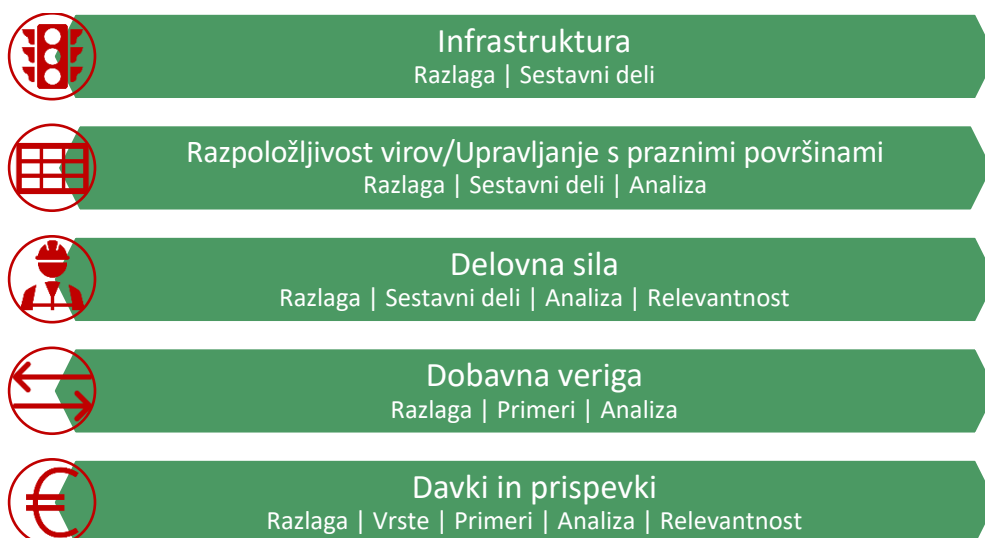 Infrastruktura
Razlaga | Sestavni deli
Razpoložljivost virov/Upravljanje s praznimi površinami
Razlaga | Sestavni deli | Analiza
Delovna sila
Razlaga | Sestavni deli | Analiza | Relevantnost
Dobavna veriga
Razlaga | Primeri | Analiza
Davki in prispevki
Razlaga | Vrste | Primeri | Analiza | Relevantnost